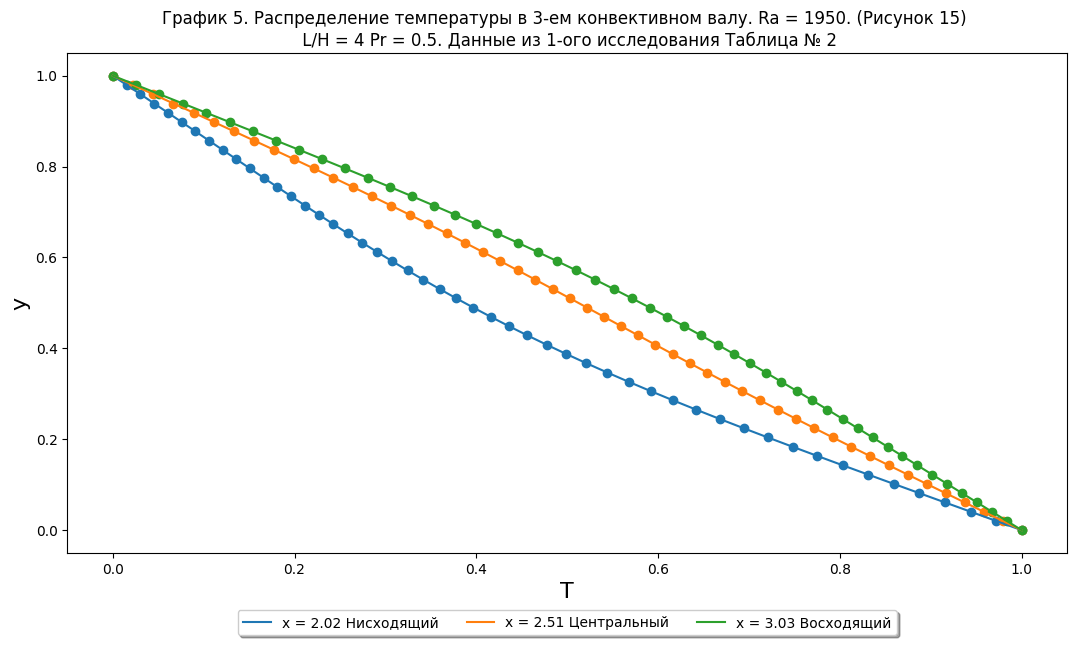 График 5. Распределение температуры в 3-ем конвективном валу. Ra = 1950. (Рисунок 15)
L/H = 4 Pr = 0.5. Данные из 1-ого исследования Таблица № 2
1.0
0.8
0.6
0.4
0.2
0.0
y
0.0 0.2 0.4 0.6 0.8 1.0
T
x = 2.02 Нисходящий x = 2.51 Центральный x = 3.03 Восходящий